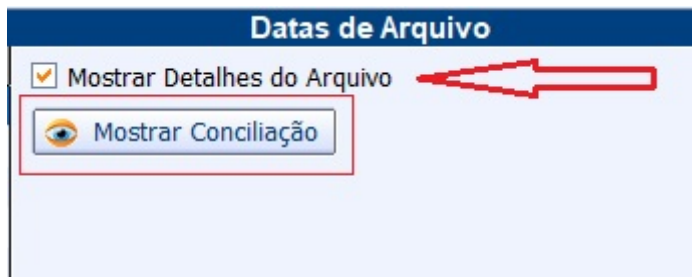 Datas de Arquivo
Mostrar Detalhes do Arquivo
Mostrar Conciliação